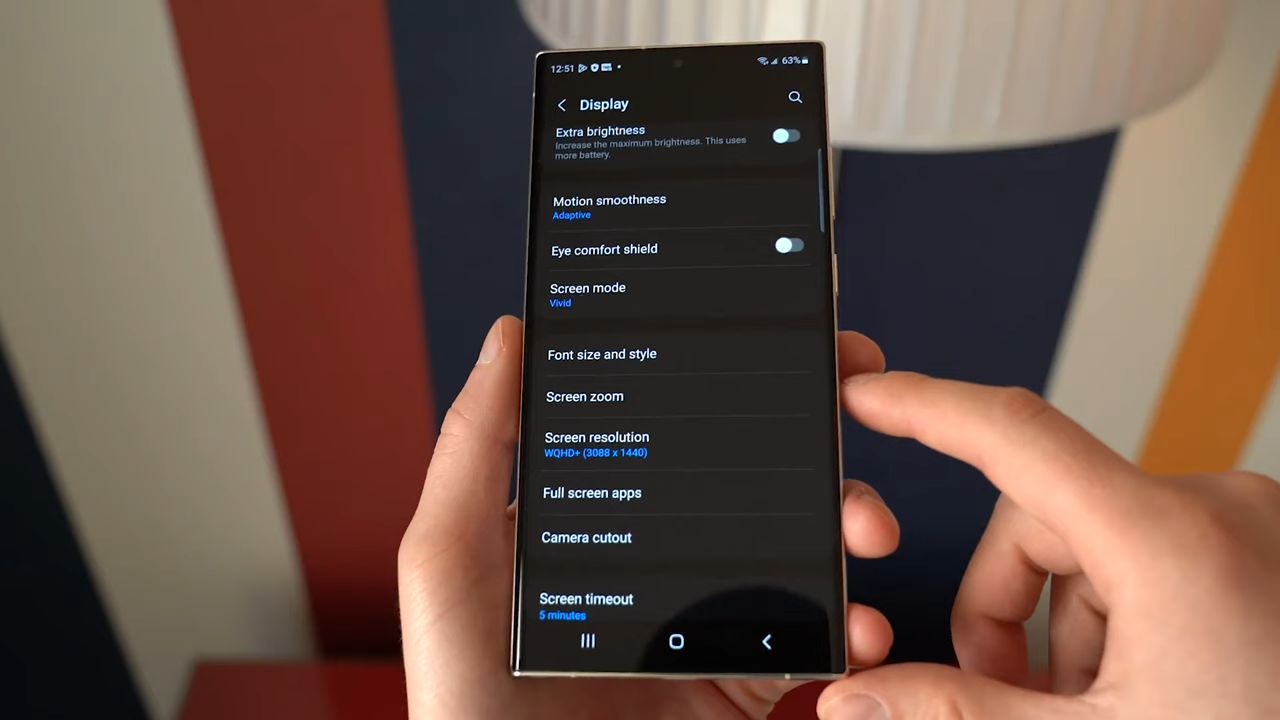 12:51 63%
Display
Extra brightness
Increase the maximum brightness. This uses
more battery.
Motion smoothness
Adaptive
Eye comfort shield
Screen mode
Vivid
Font size and style
Screen zoom
Screen resolution
WQHD+ (3088 x 1440)
Full screen apps
Camera cutout
Screen timeout
5 minutes